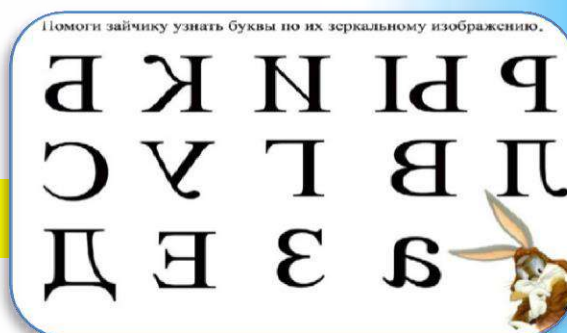 Помоги зайчику узнать буквы по их зеркальному изображению.
Б К И Ы Р
С У Г В Л
Д Е З а